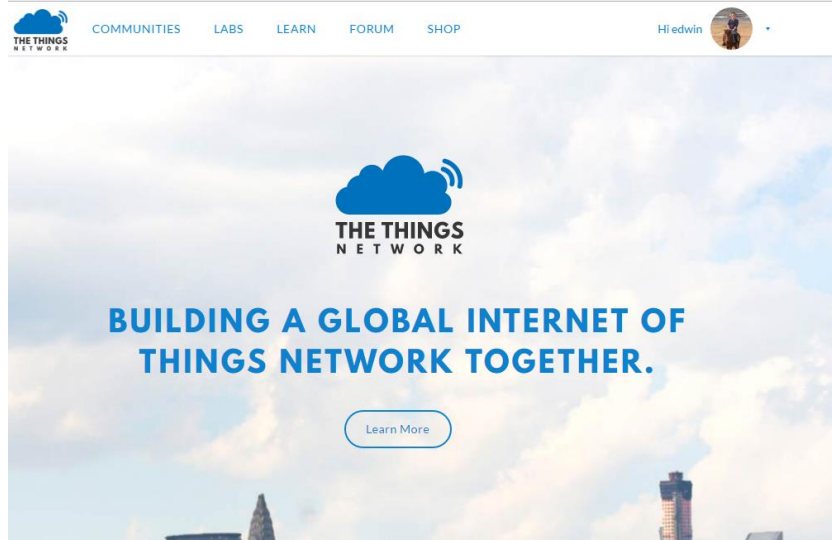 THE THINGS
NETWORK
COMMUNITIES LABS LEARN FORUM SHOP Hi edwin
THE THINGS
NETWORK
BUILDING A GLOBAL INTERNET OF
THINGS NETWORK TOGETHER.
Learn More